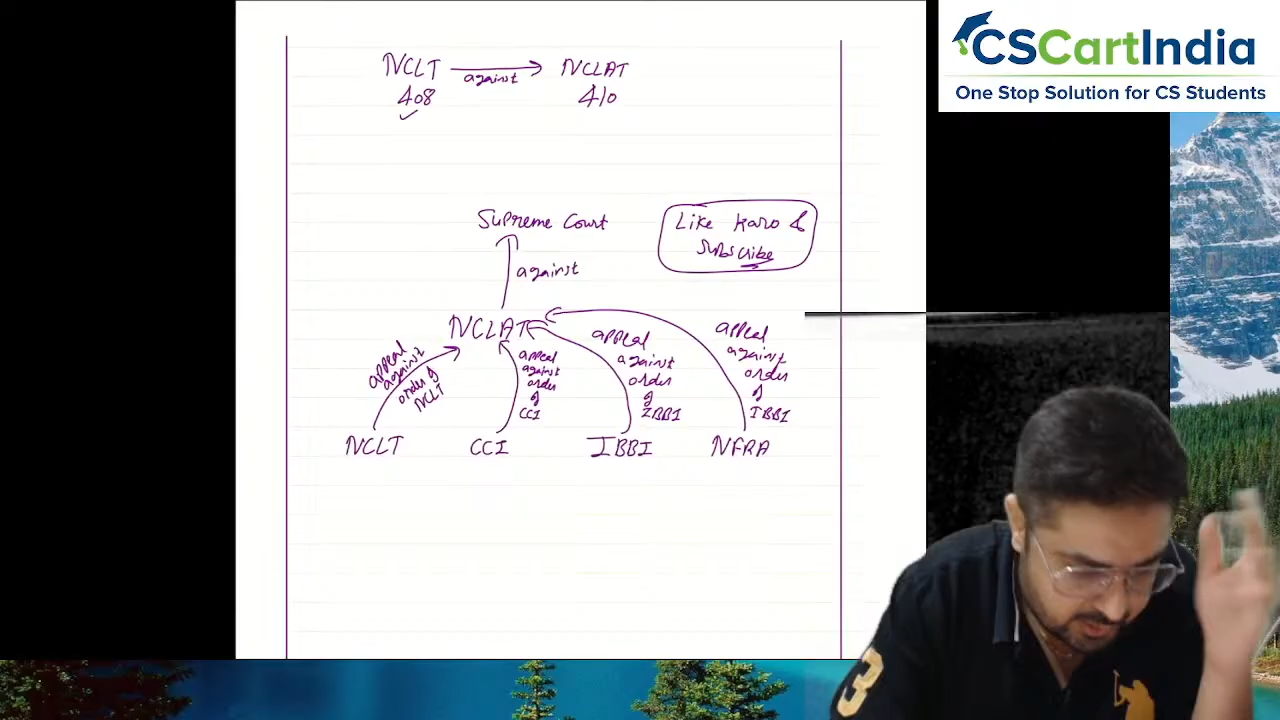 CSCartIndia
One Stop Solution for CS Students
NCLT against NCLAT
408 410
Supreme Court
Like karo &
Subscribe
against
NCLAT
appeal
against
order of
NCLT
appeal
against
order
of
CCI
appeal
against
order
of
IBBI
appeal
against
order
of
IBBI
NCLT CCI IBBI NFRA
3